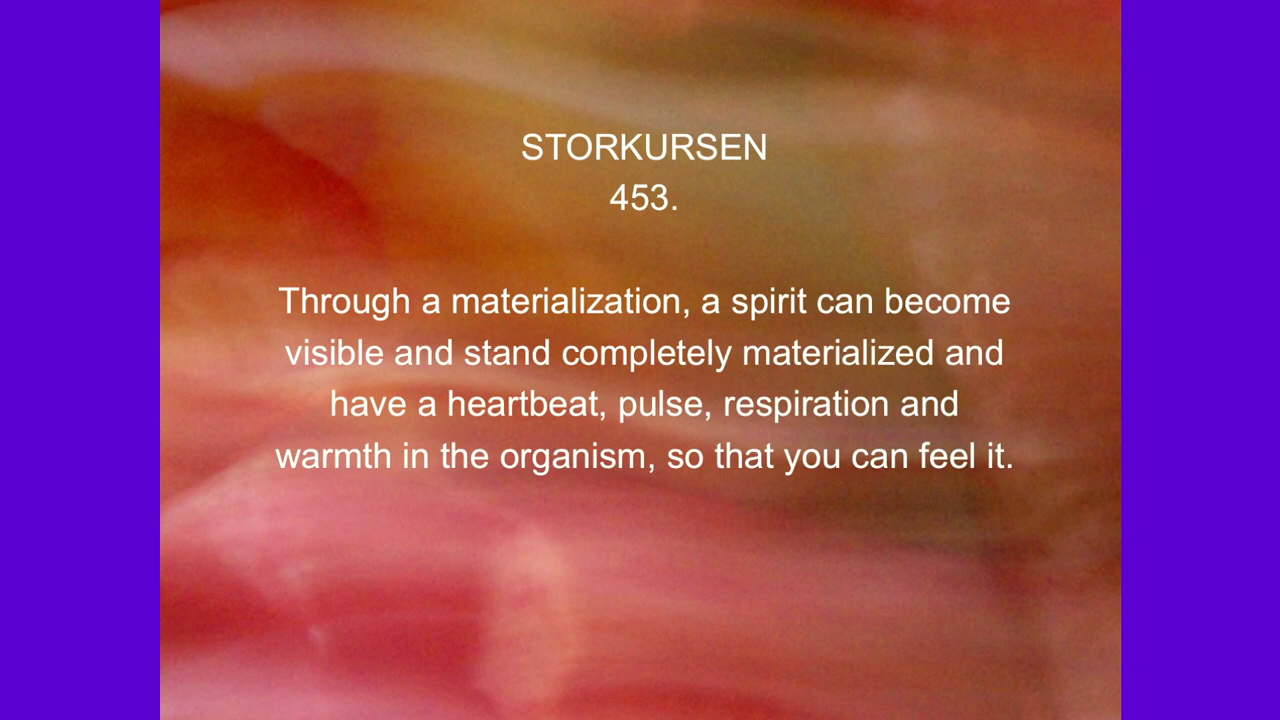 STORKURSEN
453.
Through a materialization, a spirit can become
visible and stand completely materialized and
have a heartbeat, pulse, respiration and
warmth in the organism, so that you can feel it.